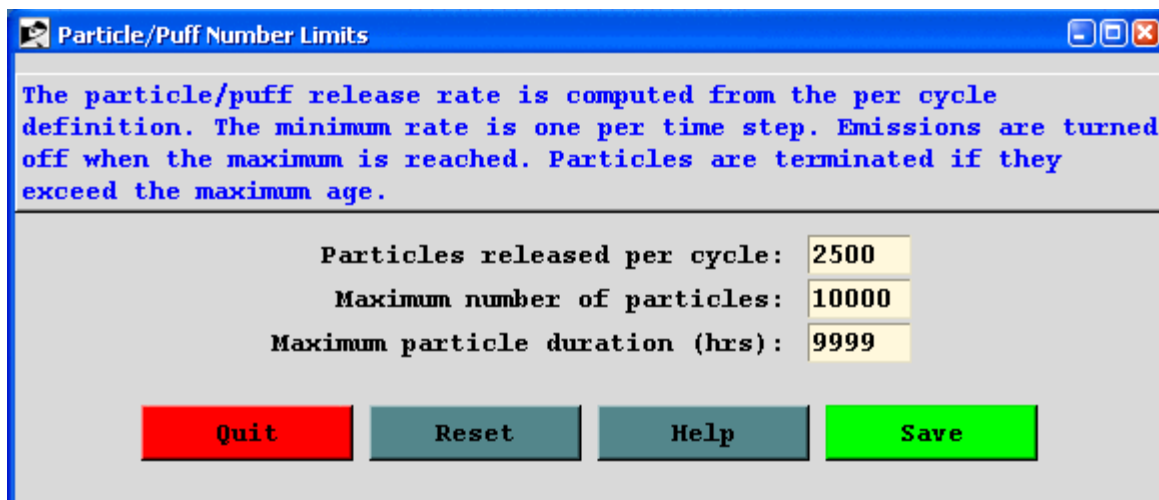 Particle/Puff Number Limits
The particle/puff release rate is computed from the per cycle
definition. The minimum rate is one per time step. Emissions are turned
off when the maximum is reached. Particles are terminated if they
exceed the maximum age.
Particles released per cycle: 2500
Maximum number of particles: 10000
Maximum particle duration (hrs): 9999
Quit Reset Help Save